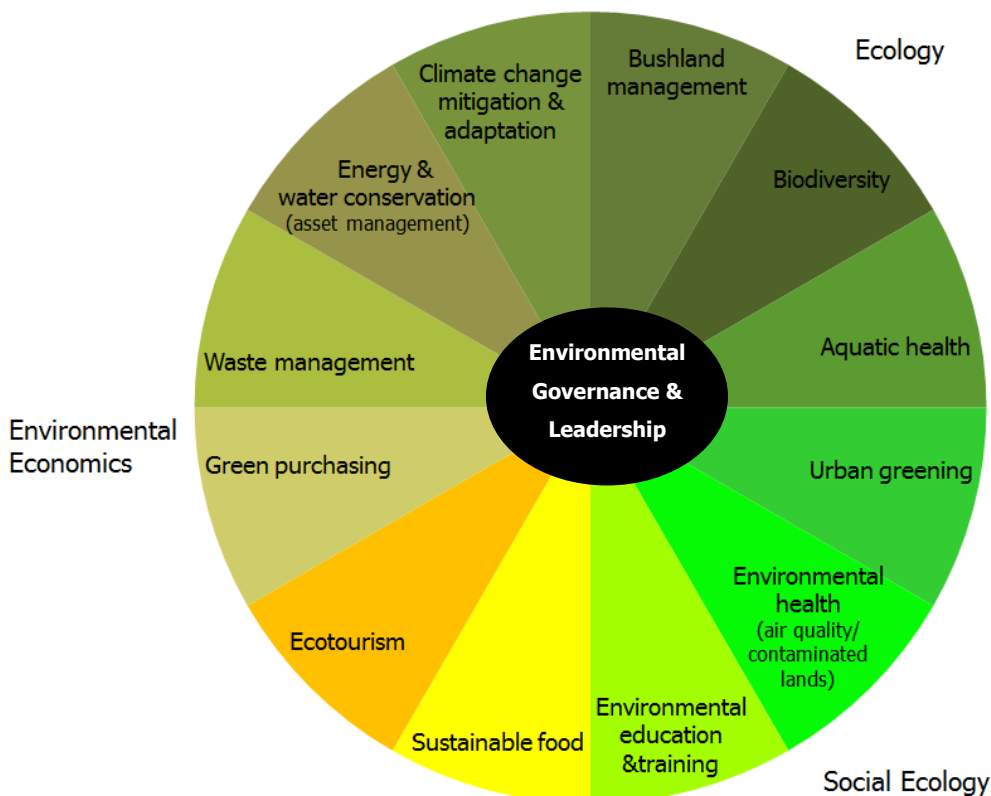 Ecology
Climate change
mitigation &
adaptation
Bushland
management
Energy &
water conservation
(asset management)
Biodiversity
Waste management
Environmental
Governance &
Leadership
Aquatic health
Environmental
Economics
Green purchasing
Urban greening
Ecotourism
Environmental
health
(air quality/
contaminated
lands)
Sustainable food
Environmental
education
&training
Social Ecology